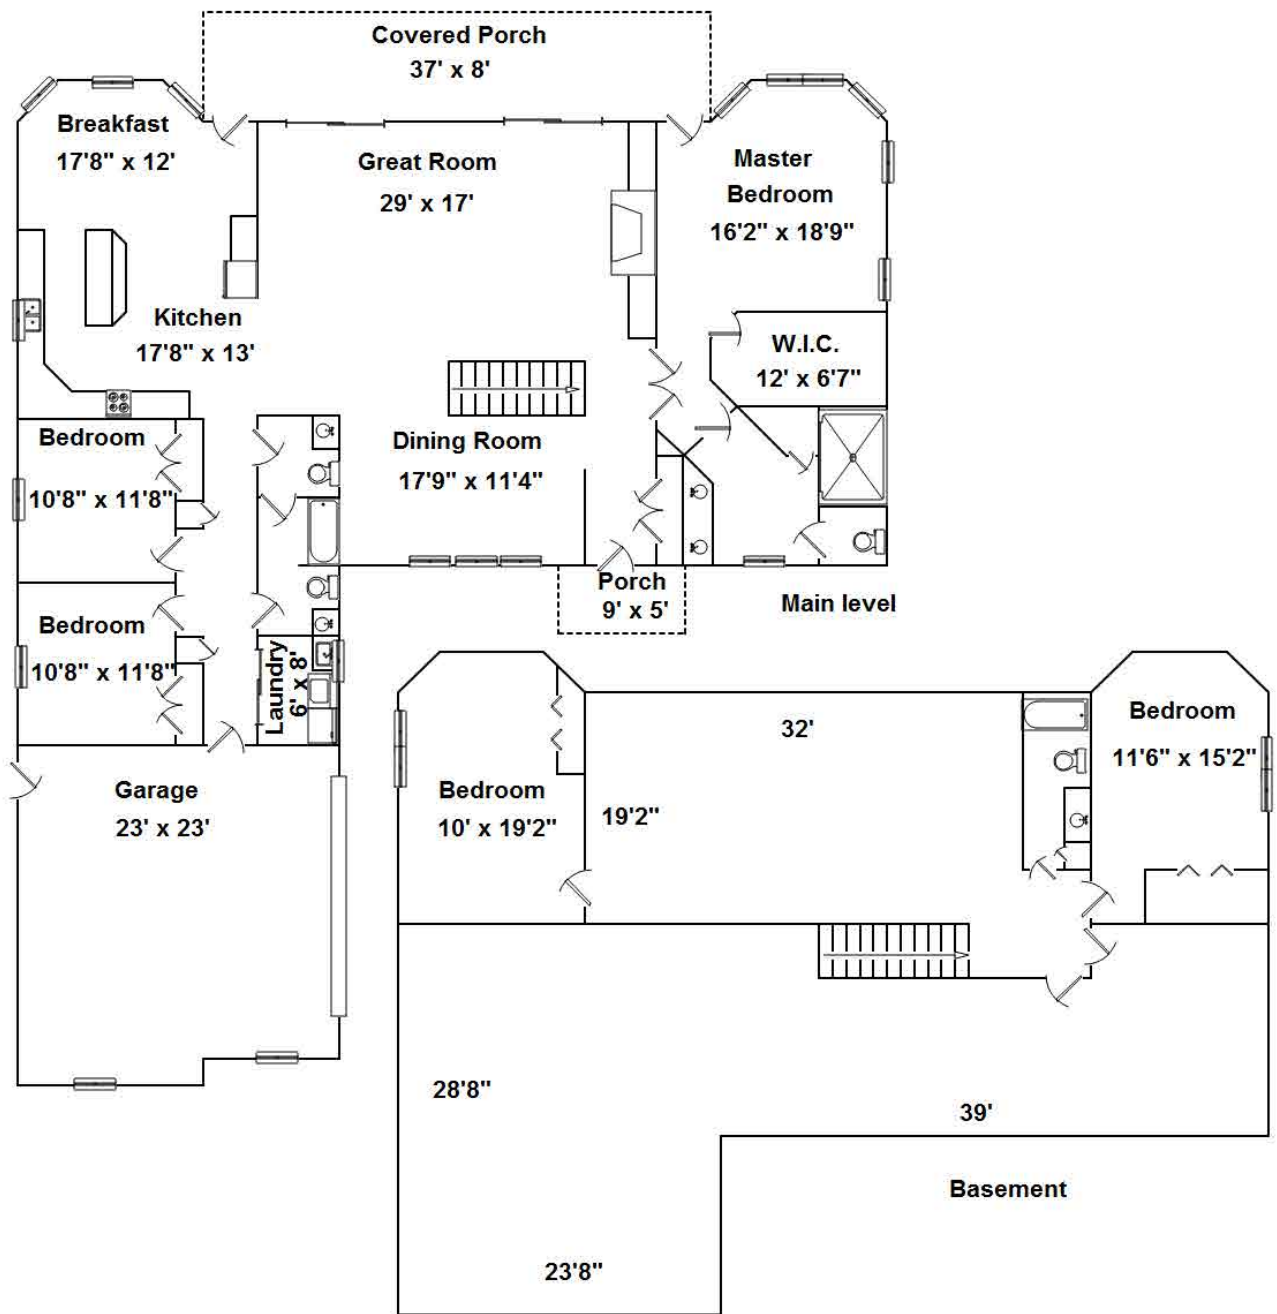 Covered Porch
37' x 8'
Breakfast
17'8" x 12'
Great Room
29' x 17'
Master
Bedroom
16'2" x 18'9"
Kitchen
17'8" x 13'
W.I.C.
12' x 6'7"
Bedroom
10'8" x 11'8"
Dining Room
17'9" x 11'4"
Porch
9' x 5'
Main level
Bedroom
10'8" x 11'8"
Laundry
6' x 8'
Garage
23' x 23'
Bedroom
10' x 19'2"
32'
19'2"
Bedroom
11'6" x 15'2"
28'8"
39'
Basement
23'8"